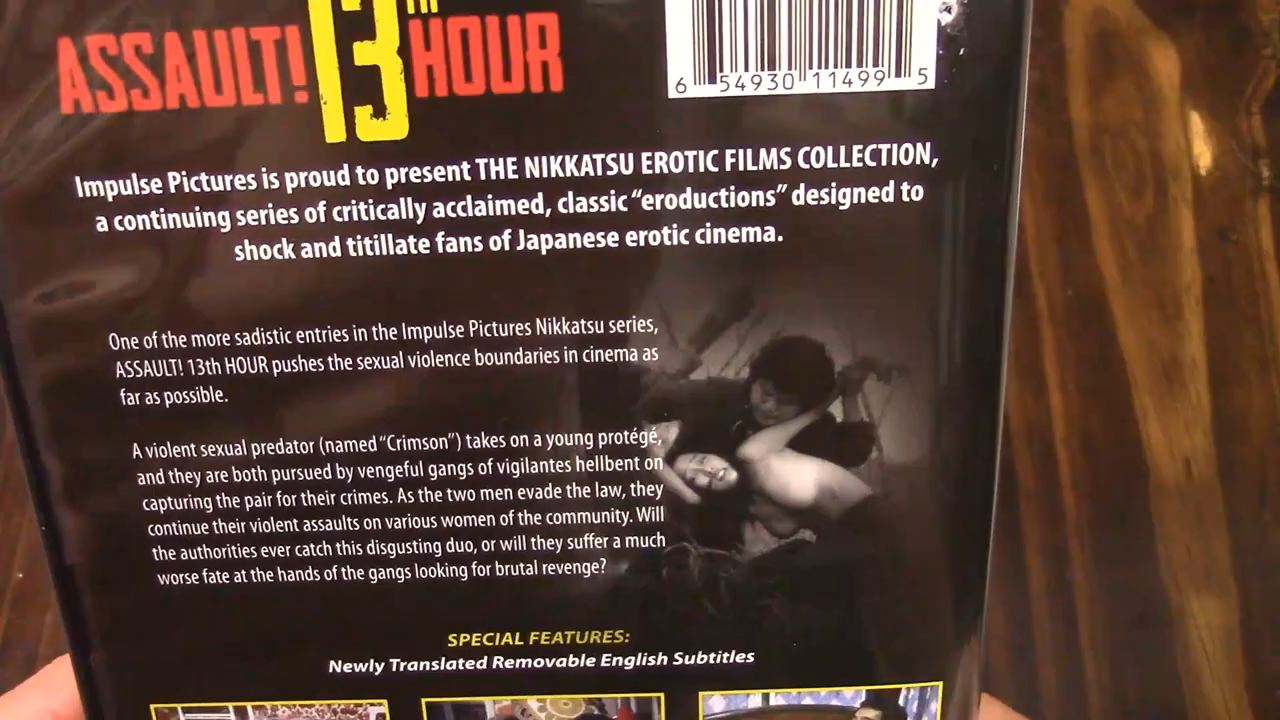 ASSAULT! 13TH HOUR
6 54930 11499 5
Impulse Pictures is proud to present THE NIKKATSU EROTIC FILMS COLLECTION,
a continuing series of critically acclaimed, classic “eroductions” designed to
shock and titillate fans of Japanese erotic cinema.
One of the more sadistic entries in the Impulse Pictures Nikkatsu series,
ASSAULT! 13th HOUR pushes the sexual violence boundaries in cinema as
far as possible.
A violent sexual predator (named “Crimson”) takes on a young protégé,
and they are both pursued by vengeful gangs of vigilantes hellbent on
capturing the pair for their crimes. As the two men evade the law, they
continue their violent assaults on various women of the community. Will
the authorities ever catch this disgusting duo, or will they suffer a much
worse fate at the hands of the gangs looking for brutal revenge?
SPECIAL FEATURES:
Newly Translated Removable English Subtitles